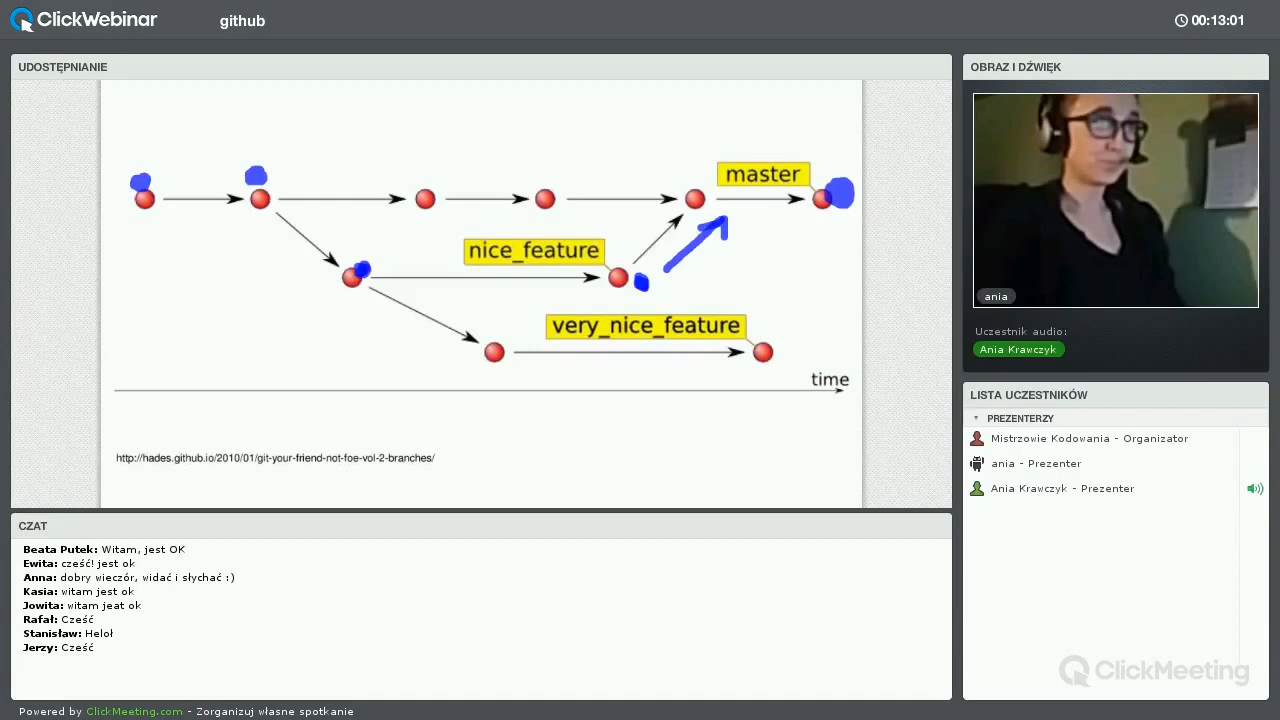 ClickWebinar
github
00:13:01
UDOSTĘPNIANIE
master
nice_feature
very_nice_feature
time
http://hades.github.io/2010/01/git-your-friend-not-foe-vol-2-branches/
OBRAZ I DŹWIĘK
ania
Uczestnik audio:
Ania Krawczyk
LISTA UCZESTNIKÓW
PREZENTERZY
Mistrzowie Kodowania - Organizator
ania - Prezenter
Ania Krawczyk - Prezenter
CZAT
Beata Putek: Witam, jest OK
Ewita: cześć! jest ok
Anna: dobry wieczór, widać i słychać :)
Kasia: witam jest ok
Jowita: witam jeat ok
Rafał: Cześć
Stanisław: Heloł
Jerzy: Cześć
ClickMeeting
Powered by ClickMeeting.com - Zorganizuj własne spotkanie